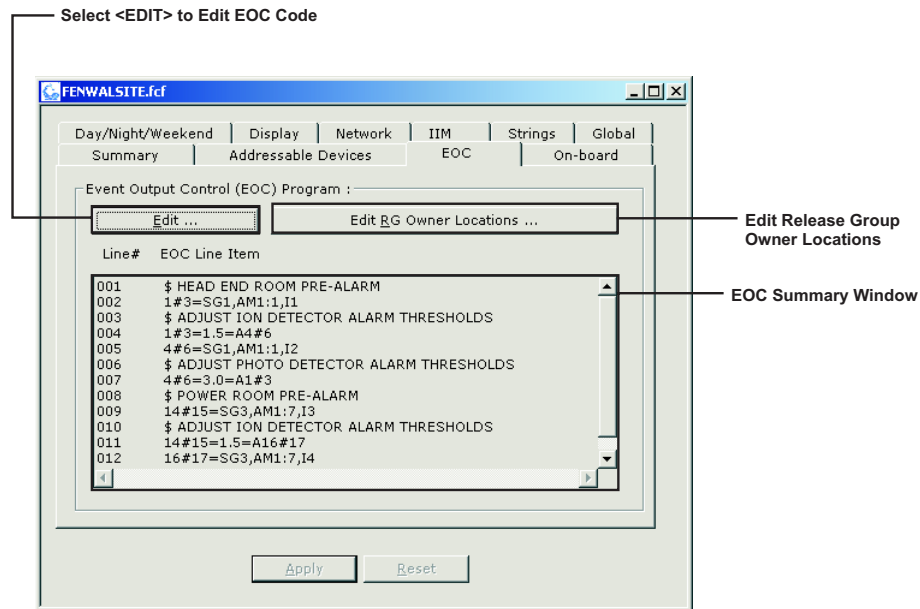 Select <EDIT> to Edit EOC Code
FENWALSITE.fcf
Day/Night/Weekend Display Network IIM Strings Global
Summary Addressable Devices EOC On-board
Event Output Control (EOC) Program :
Edit ... Edit RG Owner Locations ...
Edit Release Group
Owner Locations
Line# EOC Line Item
EOC Summary Window
001 $ HEAD END ROOM PRE-ALARM
002 1#3=SG1,AM1:1,I1
003 $ ADJUST ION DETECTOR ALARM THRESHOLDS
004 1#3=1.5=A4#6
005 4#6=SG1,AM1:1,I2
006 $ ADJUST PHOTO DETECTOR ALARM THRESHOLDS
007 4#6=3.0=A1#3
008 $ POWER ROOM PRE-ALARM
009 14#15=SG3,AM1:7,I3
010 $ ADJUST ION DETECTOR ALARM THRESHOLDS
011 14#15=1.5=A16#17
012 16#17=SG3,AM1:7,I4
Apply Reset